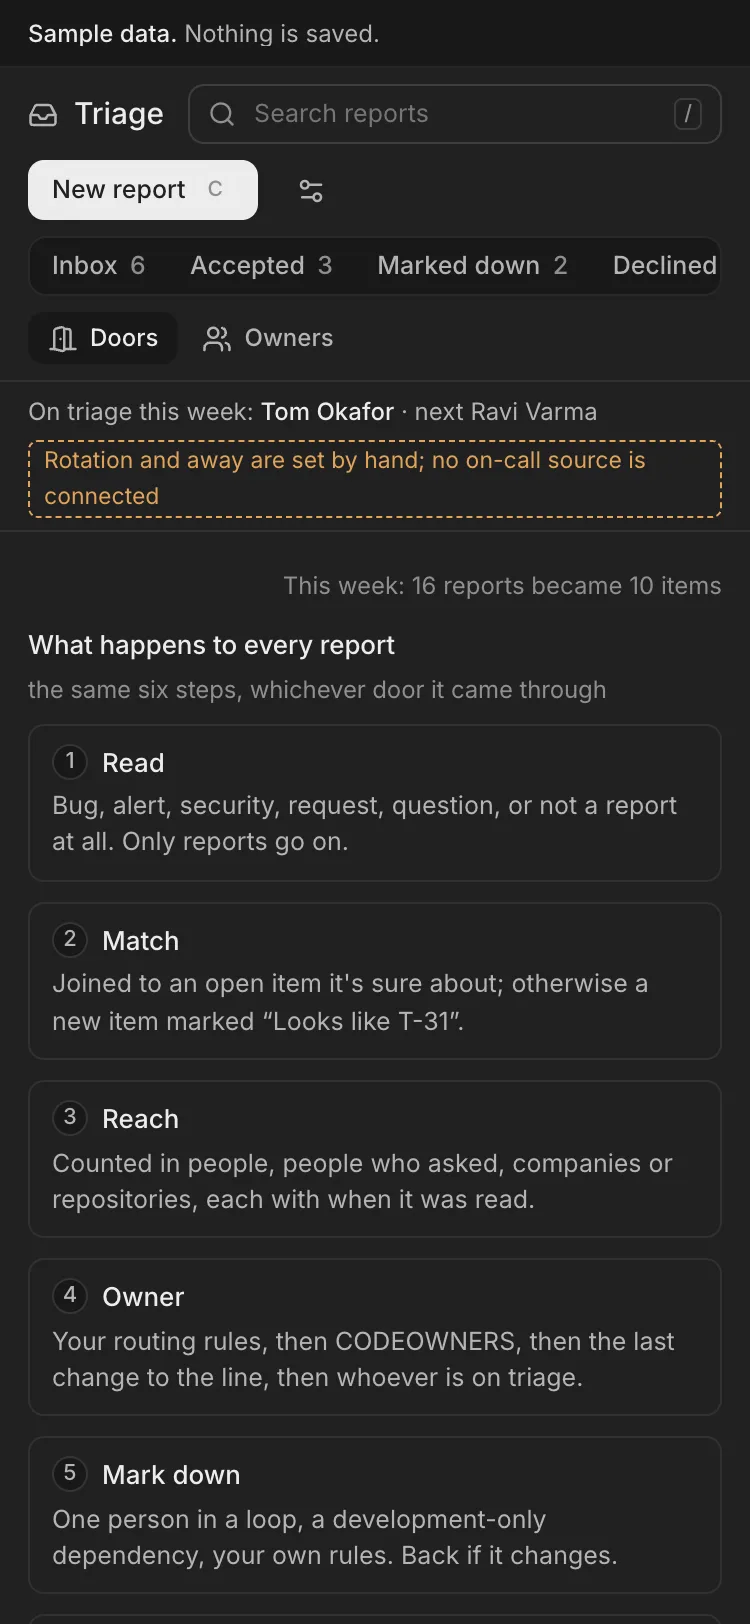 Sample data. Nothing is saved.
Triage
Search reports
/
New report C
Inbox 6 Accepted 3 Marked down 2 Declined
Doors Owners
On triage this week: Tom Okafor · next Ravi Varma
Rotation and away are set by hand; no on-call source is
connected
This week: 16 reports became 10 items
What happens to every report
the same six steps, whichever door it came through
1 Read
Bug, alert, security, request, question, or not a report
at all. Only reports go on.
2 Match
Joined to an open item it's sure about; otherwise a
new item marked “Looks like T-31”.
3 Reach
Counted in people, people who asked, companies or
repositories, each with when it was read.
4 Owner
Your routing rules, then CODEOWNERS, then the last
change to the line, then whoever is on triage.
5 Mark down
One person in a loop, a development-only
dependency, your own rules. Back if it changes.